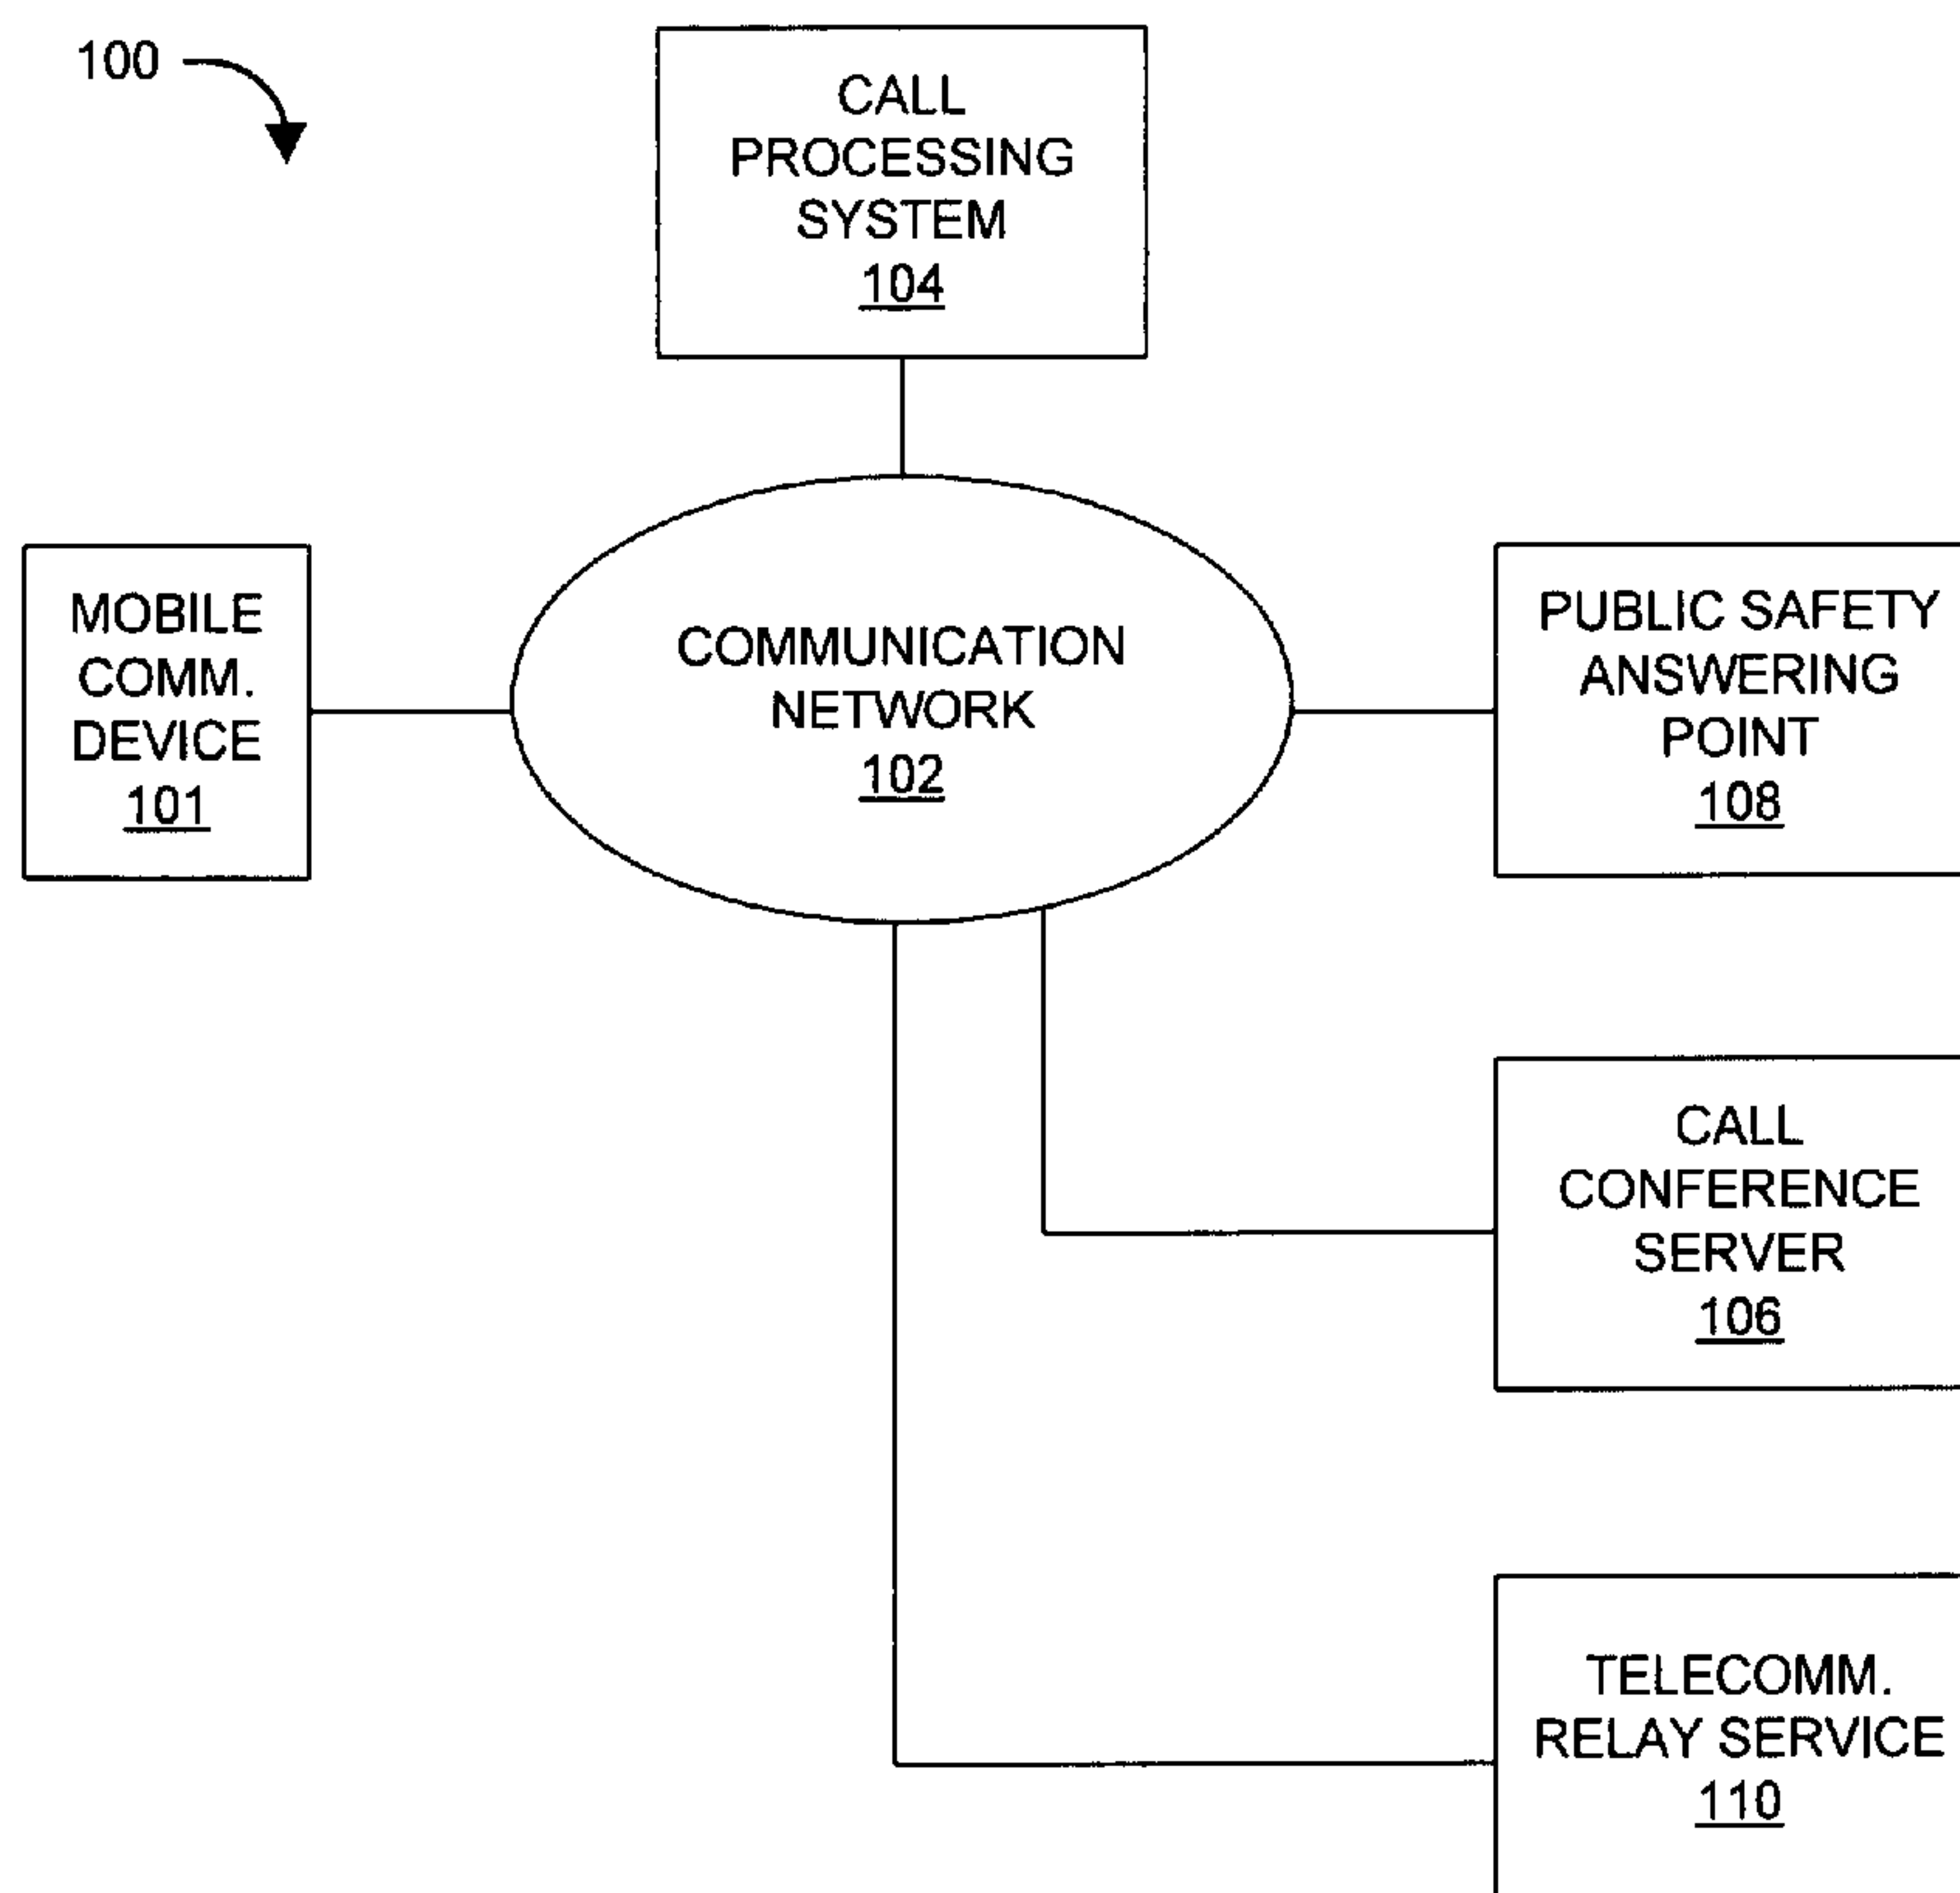 100
CALL
PROCESSING
SYSTEM
104
MOBILE
COMM.
DEVICE
101
COMMUNICATION
NETWORK
102
PUBLIC SAFETY
ANSWERING
POINT
108
CALL
CONFERENCE
SERVER
106
TELECOMM.
RELAY SERVICE
110